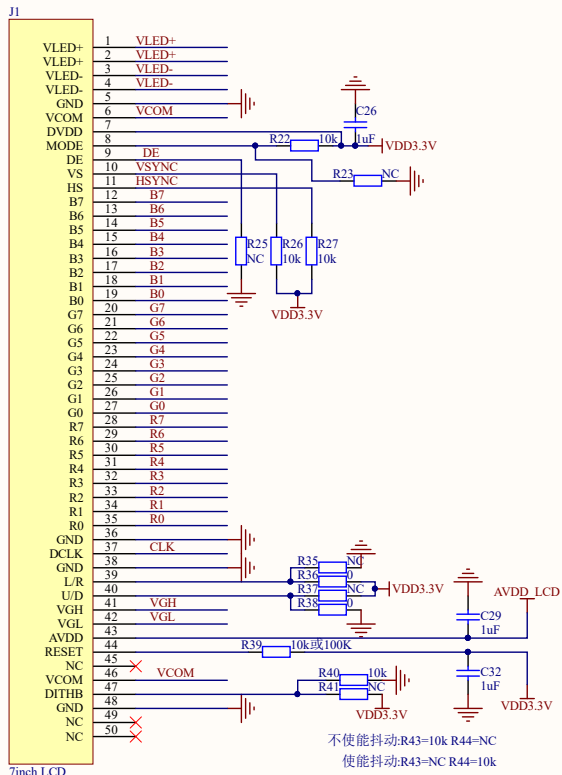 J1
VLED+ 1 VLED+
VLED+ 2 VLED+
VLED- 3 VLED-
VLED- 4 VLED-
GND 5
VCOM 6 VCOM
DVDD 7
MODE 8
DE 9 DE
VS 10 VSYNC
HS 11 HSYNC
B7 12 B7
B6 13 B6
B5 14 B5
B4 15 B4
B3 16 B3
B2 17 B2
B1 18 B1
B0 19 B0
G7 20 G7
G6 21 G6
G5 22 G5
G4 23 G4
G3 24 G3
G2 25 G2
G1 26 G1
G0 27 G0
R7 28 R7
R6 29 R6
R5 30 R5
R4 31 R4
R3 32 R3
R2 33 R2
R1 34 R1
R0 35 R0
GND 36
DCLK 37 CLK
GND 38
L/R 39
U/D 40
VGH 41 VGH
VGL 42 VGL
AVDD 43
RESET 44
NC 45
VCOM 46 VCOM
DITHB 47
GND 48
NC 49
NC 50
7inch LCD
C26
1uF
R22 10k
VDD3.3V
R23 NC
R25
NC
R26
10k
R27
10k
VDD3.3V
R35 NC
R36 0
R37 NC
R38 0
VDD3.3V
AVDD_LCD
C29
1uF
R39 10k或100K
C32
1uF
VDD3.3V
R40 10k
R41 NC
VDD3.3V
不使能抖动:R43=10k R44=NC
使能抖动:R43=NC R44=10k